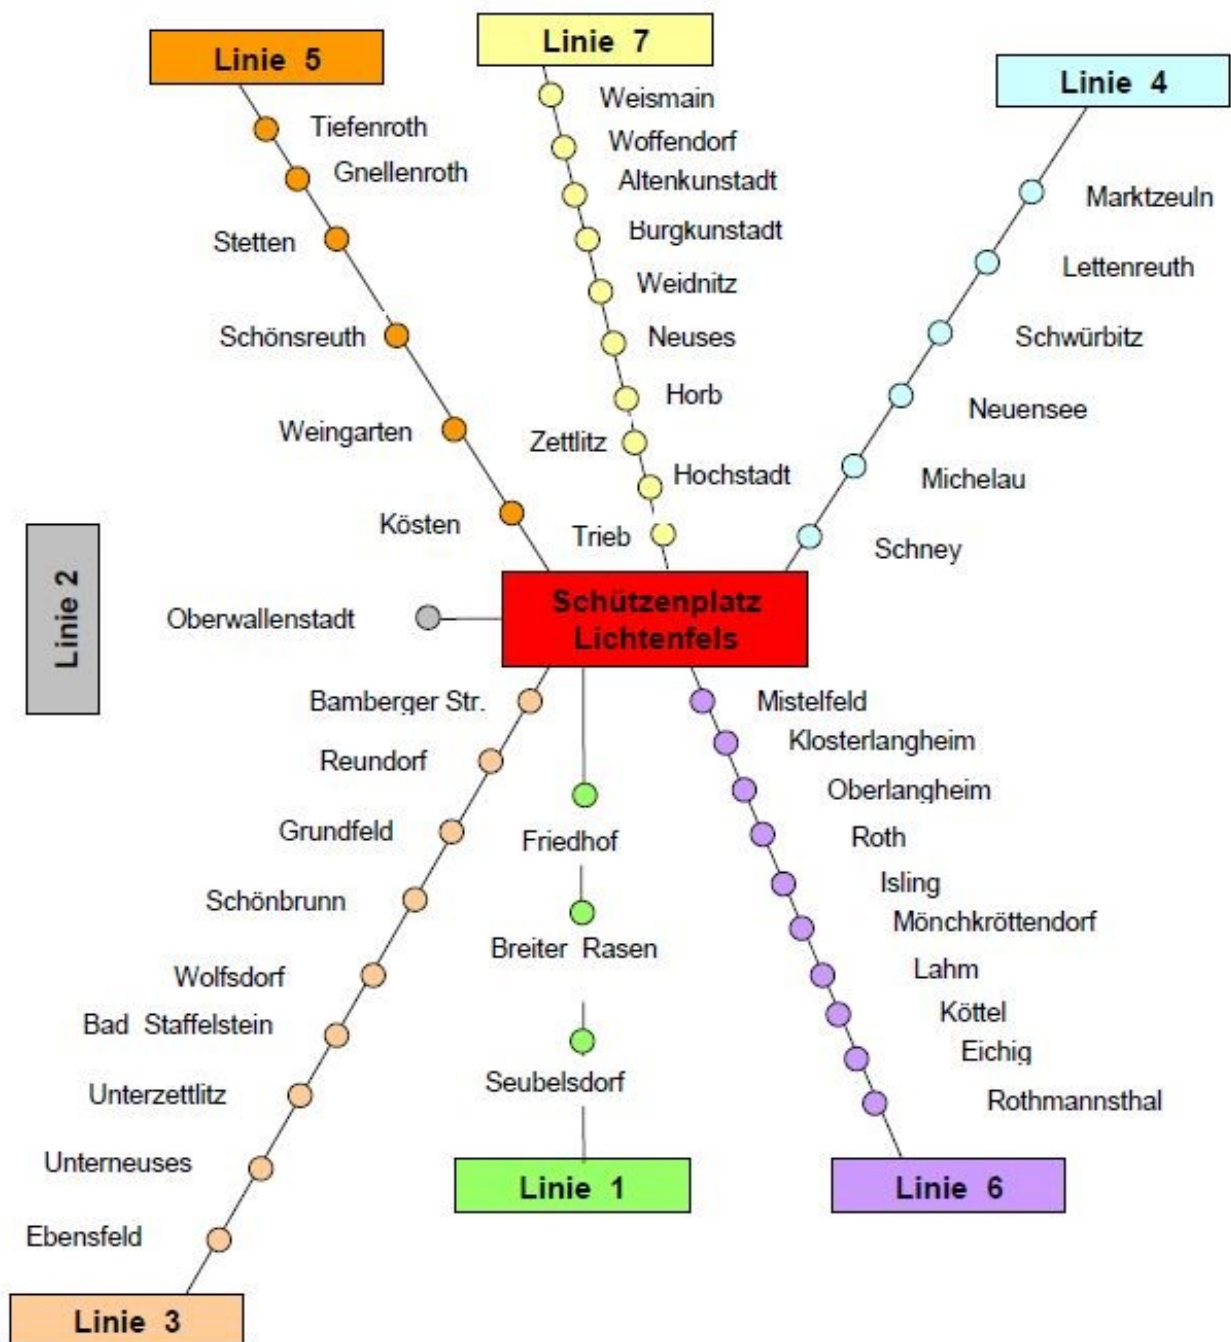 Linie 5
Tiefenroth
Gnellenroth
Stetten
Schönsreuth
Weingarten
Kösten
Linie 7
Weismain
Woffendorf
Altenkunstadt
Burgkunstadt
Weidnitz
Neuses
Horb
Zettlitz
Hochstadt
Trieb
Linie 4
Marktzeuln
Lettenreuth
Schwürbitz
Neuensee
Michelau
Schney
Linie 2
Oberwallenstadt
Schützenplatz
Lichtenfels
Bamberger Str.
Reundorf
Grundfeld
Schönbrunn
Wolfsdorf
Bad Staffelstein
Unterzettlitz
Unterneuses
Ebensfeld
Linie 3
Friedhof
Breiter Rasen
Seubelsdorf
Linie 1
Mistelfeld
Klosterlangheim
Oberlangheim
Roth
Isling
Mönchkröttendorf
Lahm
Köttel
Eichig
Rothmannsthal
Linie 6